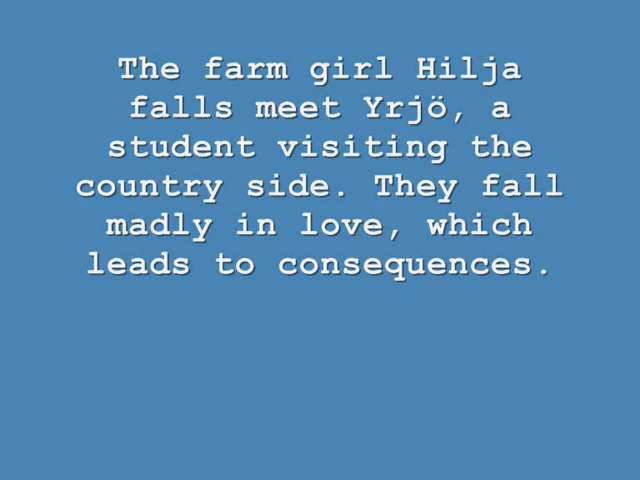 The farm girl Hilja
falls meet Yrjö, a
student visiting the
country side. They fall
madly in love, which
leads to consequences.